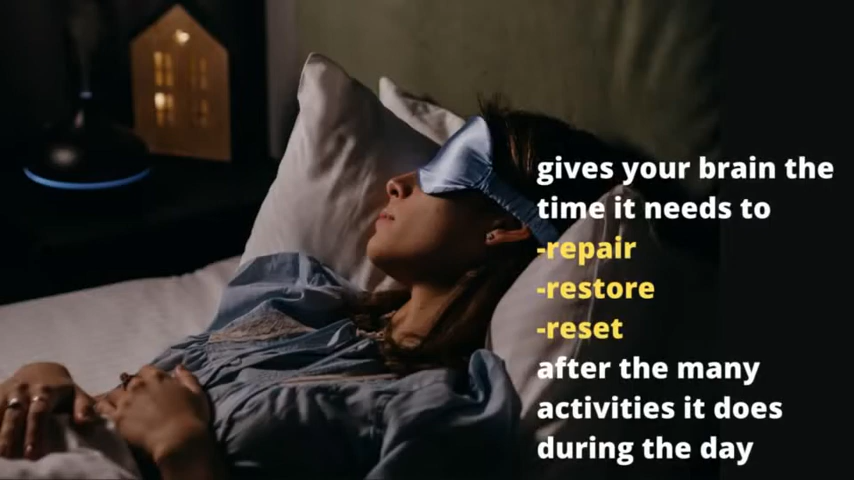 gives your brain the
time it needs to
-repair
-restore
-reset
after the many
activities it does
during the day